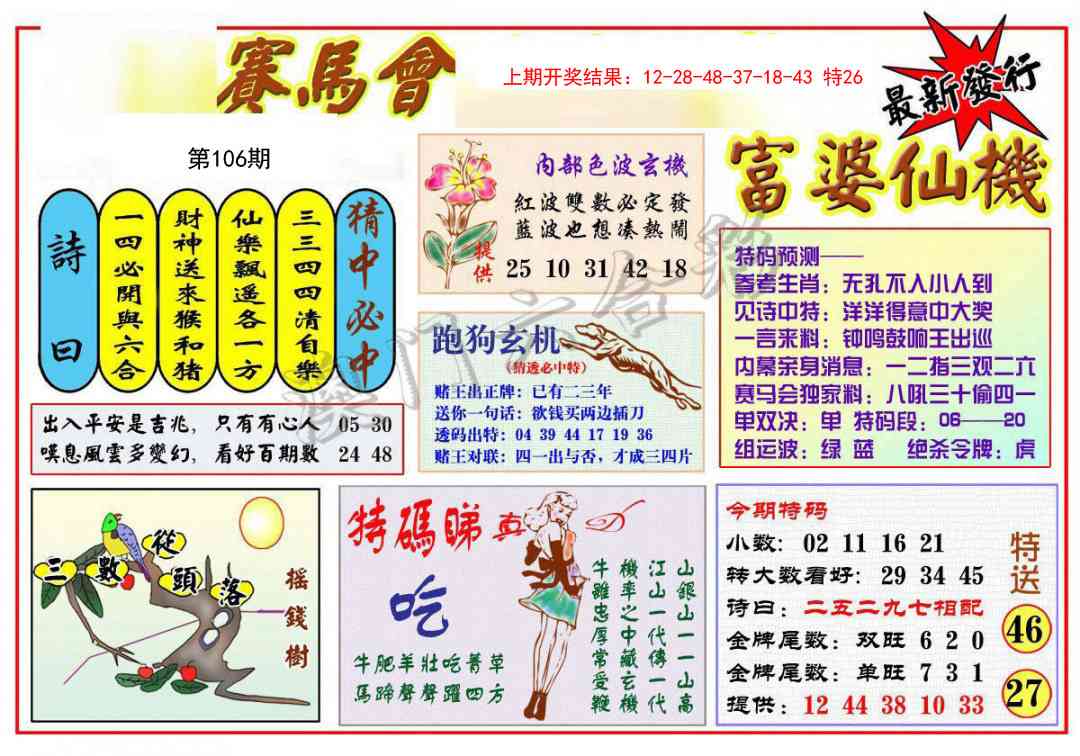 賽馬會
上期开奖结果：12-28-48-37-18-43 特26
最新發行
富婆仙機
第106期
詩曰
一四必開與六合
財神送來猴和猪
仙樂飄遥各一方
三三四四清自樂
猜中必中
出入平安是吉兆，只有有心人 05 30
嘆息風雲多變幻，看好百期數 24 48
内部色波玄機
紅波雙數必定發
藍波也想凑熱鬧
提供
25 10 31 42 18
跑狗玄机
（猜透必中特）
赌王出正牌：已有二三年
送你一句话：欲钱买两边插刀
透码出特：04 39 44 17 19 36
赌王对联：四一出与否，才成三四片
特码预测——
参考生肖：无孔不入小人到
见诗中特：洋洋得意中大奖
一言来料：钟鸣鼓响王出巡
内幕亲身消息：一二指三观二六
赛马会独家料：八吼三十偷四一
单双决：单 特码段：06——20
组运波：绿 蓝 绝杀令牌：虎
三數從頭落
摇錢樹
特碼睇真D
吃
牛肥羊壯吃菁草
馬蹄聲聲躍四方
山銀山一一山高
江山一代傳一代
機率之中藏玄機
牛雖忠厚常受鞭
今期特码
小数：02 11 16 21
转大数看好：29 34 45
诗曰：二五二九七相配
金牌尾数：双旺 6 2 0
金牌尾数：单旺 7 3 1
提供：12 44 38 10 33
特送
46
27
澳门六合彩